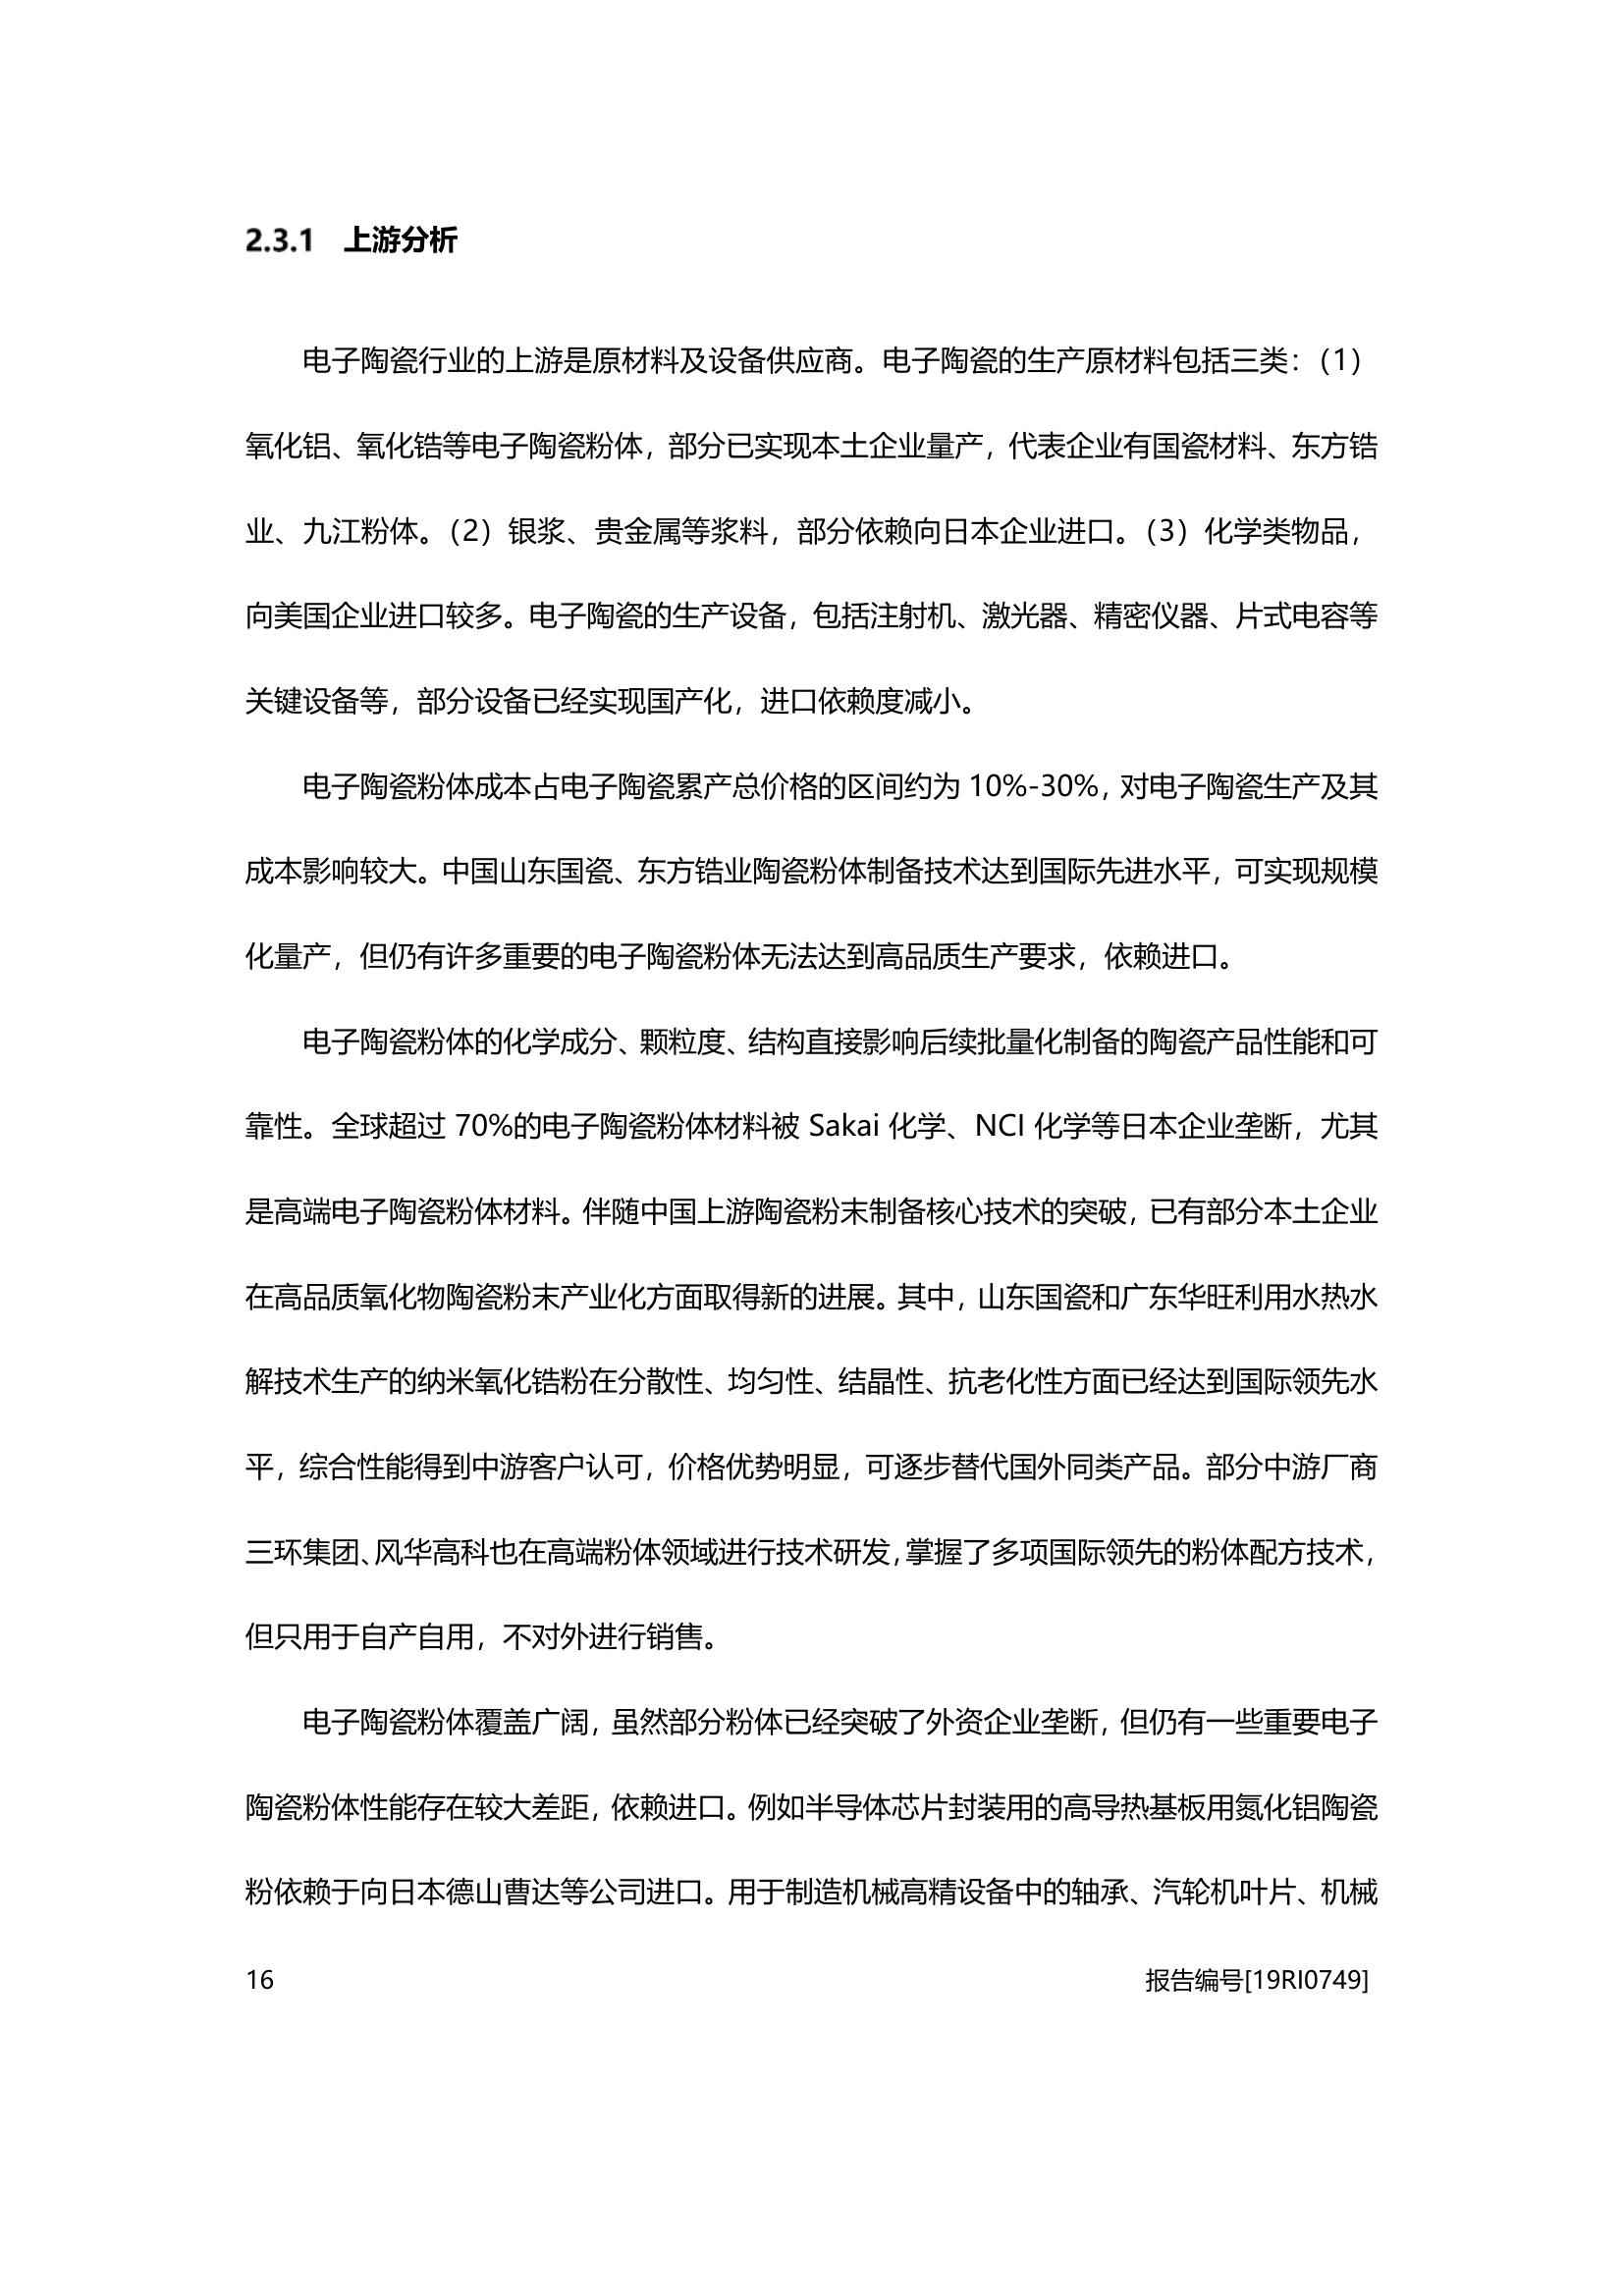 2.3.1 上游分析
电子陶瓷行业的上游是原材料及设备供应商。电子陶瓷的生产原材料包括三类：（1）
氧化铝、氧化锆等电子陶瓷粉体，部分已实现本土企业量产，代表企业有国瓷材料、东方锆
业、九江粉体。（2）银浆、贵金属等浆料，部分依赖向日本企业进口。（3）化学类物品，
向美国企业进口较多。电子陶瓷的生产设备，包括注射机、激光器、精密仪器、片式电容等
关键设备等，部分设备已经实现国产化，进口依赖度减小。
电子陶瓷粉体成本占电子陶瓷累产总价格的区间约为 10%-30%，对电子陶瓷生产及其
成本影响较大。中国山东国瓷、东方锆业陶瓷粉体制备技术达到国际先进水平，可实现规模
化量产，但仍有许多重要的电子陶瓷粉体无法达到高品质生产要求，依赖进口。
电子陶瓷粉体的化学成分、颗粒度、结构直接影响后续批量化制备的陶瓷产品性能和可
靠性。全球超过 70%的电子陶瓷粉体材料被 Sakai 化学、NCI 化学等日本企业垄断，尤其
是高端电子陶瓷粉体材料。伴随中国上游陶瓷粉末制备核心技术的突破，已有部分本土企业
在高品质氧化物陶瓷粉末产业化方面取得新的进展。其中，山东国瓷和广东华旺利用水热水
解技术生产的纳米氧化锆粉在分散性、均匀性、结晶性、抗老化性方面已经达到国际领先水
平，综合性能得到中游客户认可，价格优势明显，可逐步替代国外同类产品。部分中游厂商
三环集团、风华高科也在高端粉体领域进行技术研发，掌握了多项国际领先的粉体配方技术，
但只用于自产自用，不对外进行销售。
电子陶瓷粉体覆盖广阔，虽然部分粉体已经突破了外资企业垄断，但仍有一些重要电子
陶瓷粉体性能存在较大差距，依赖进口。例如半导体芯片封装用的高导热基板用氮化铝陶瓷
粉依赖于向日本德山曹达等公司进口。用于制造机械高精设备中的轴承、汽轮机叶片、机械
16 报告编号[19RI0749]